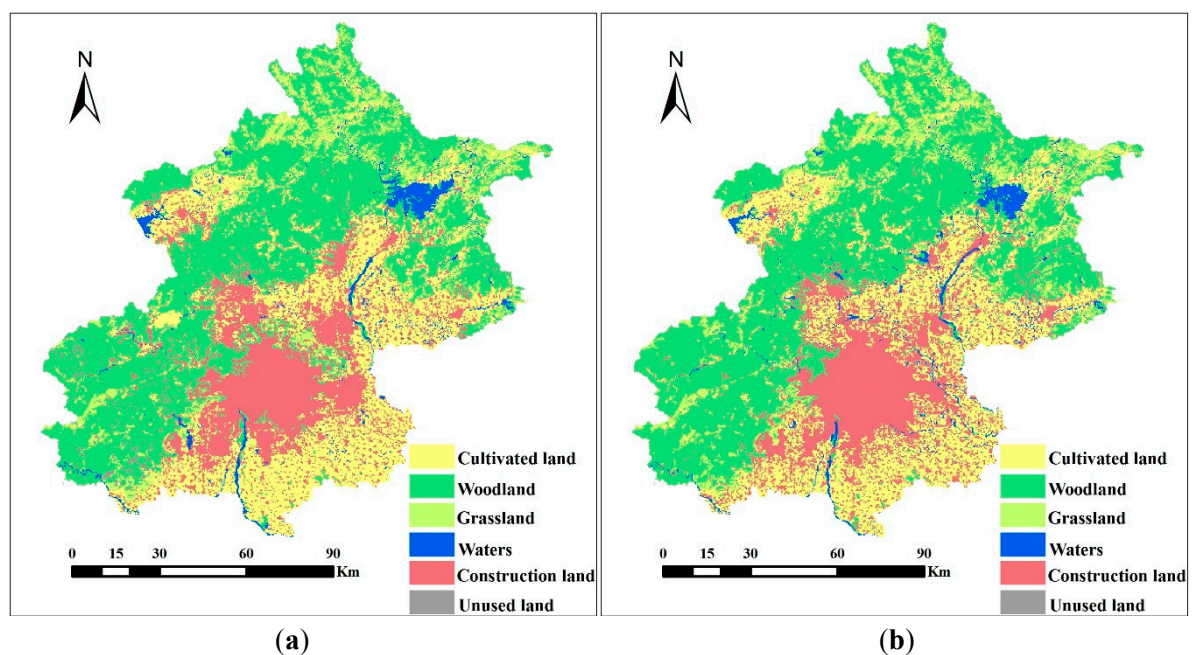 N
Cultivated land
Woodland
Grassland
Waters
Construction land
Unused land
0 15 30 60 90
Km
(a)
N
Cultivated land
Woodland
Grassland
Waters
Construction land
Unused land
0 15 30 60 90
Km
(b)